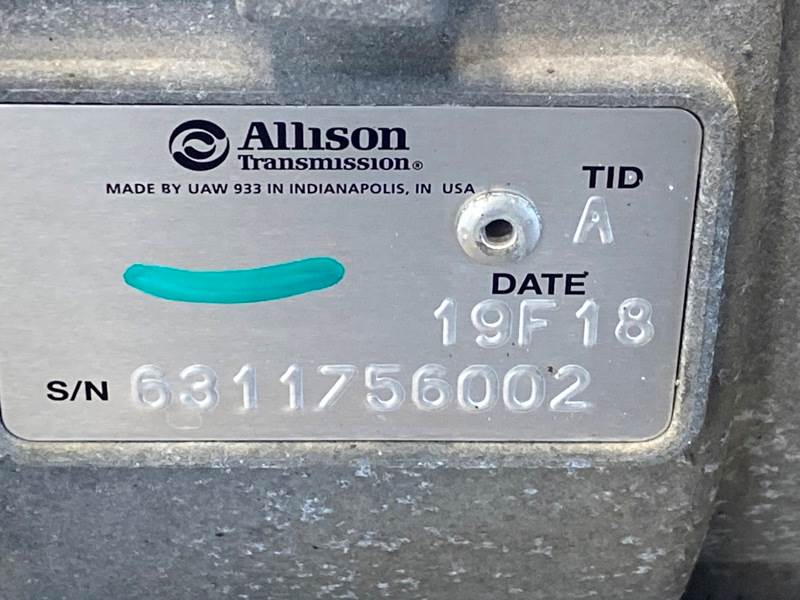 Allison
Transmission®
MADE BY UAW 933 IN INDIANAPOLIS, IN USA
TID
A
DATE
19F18
S/N 6311756002